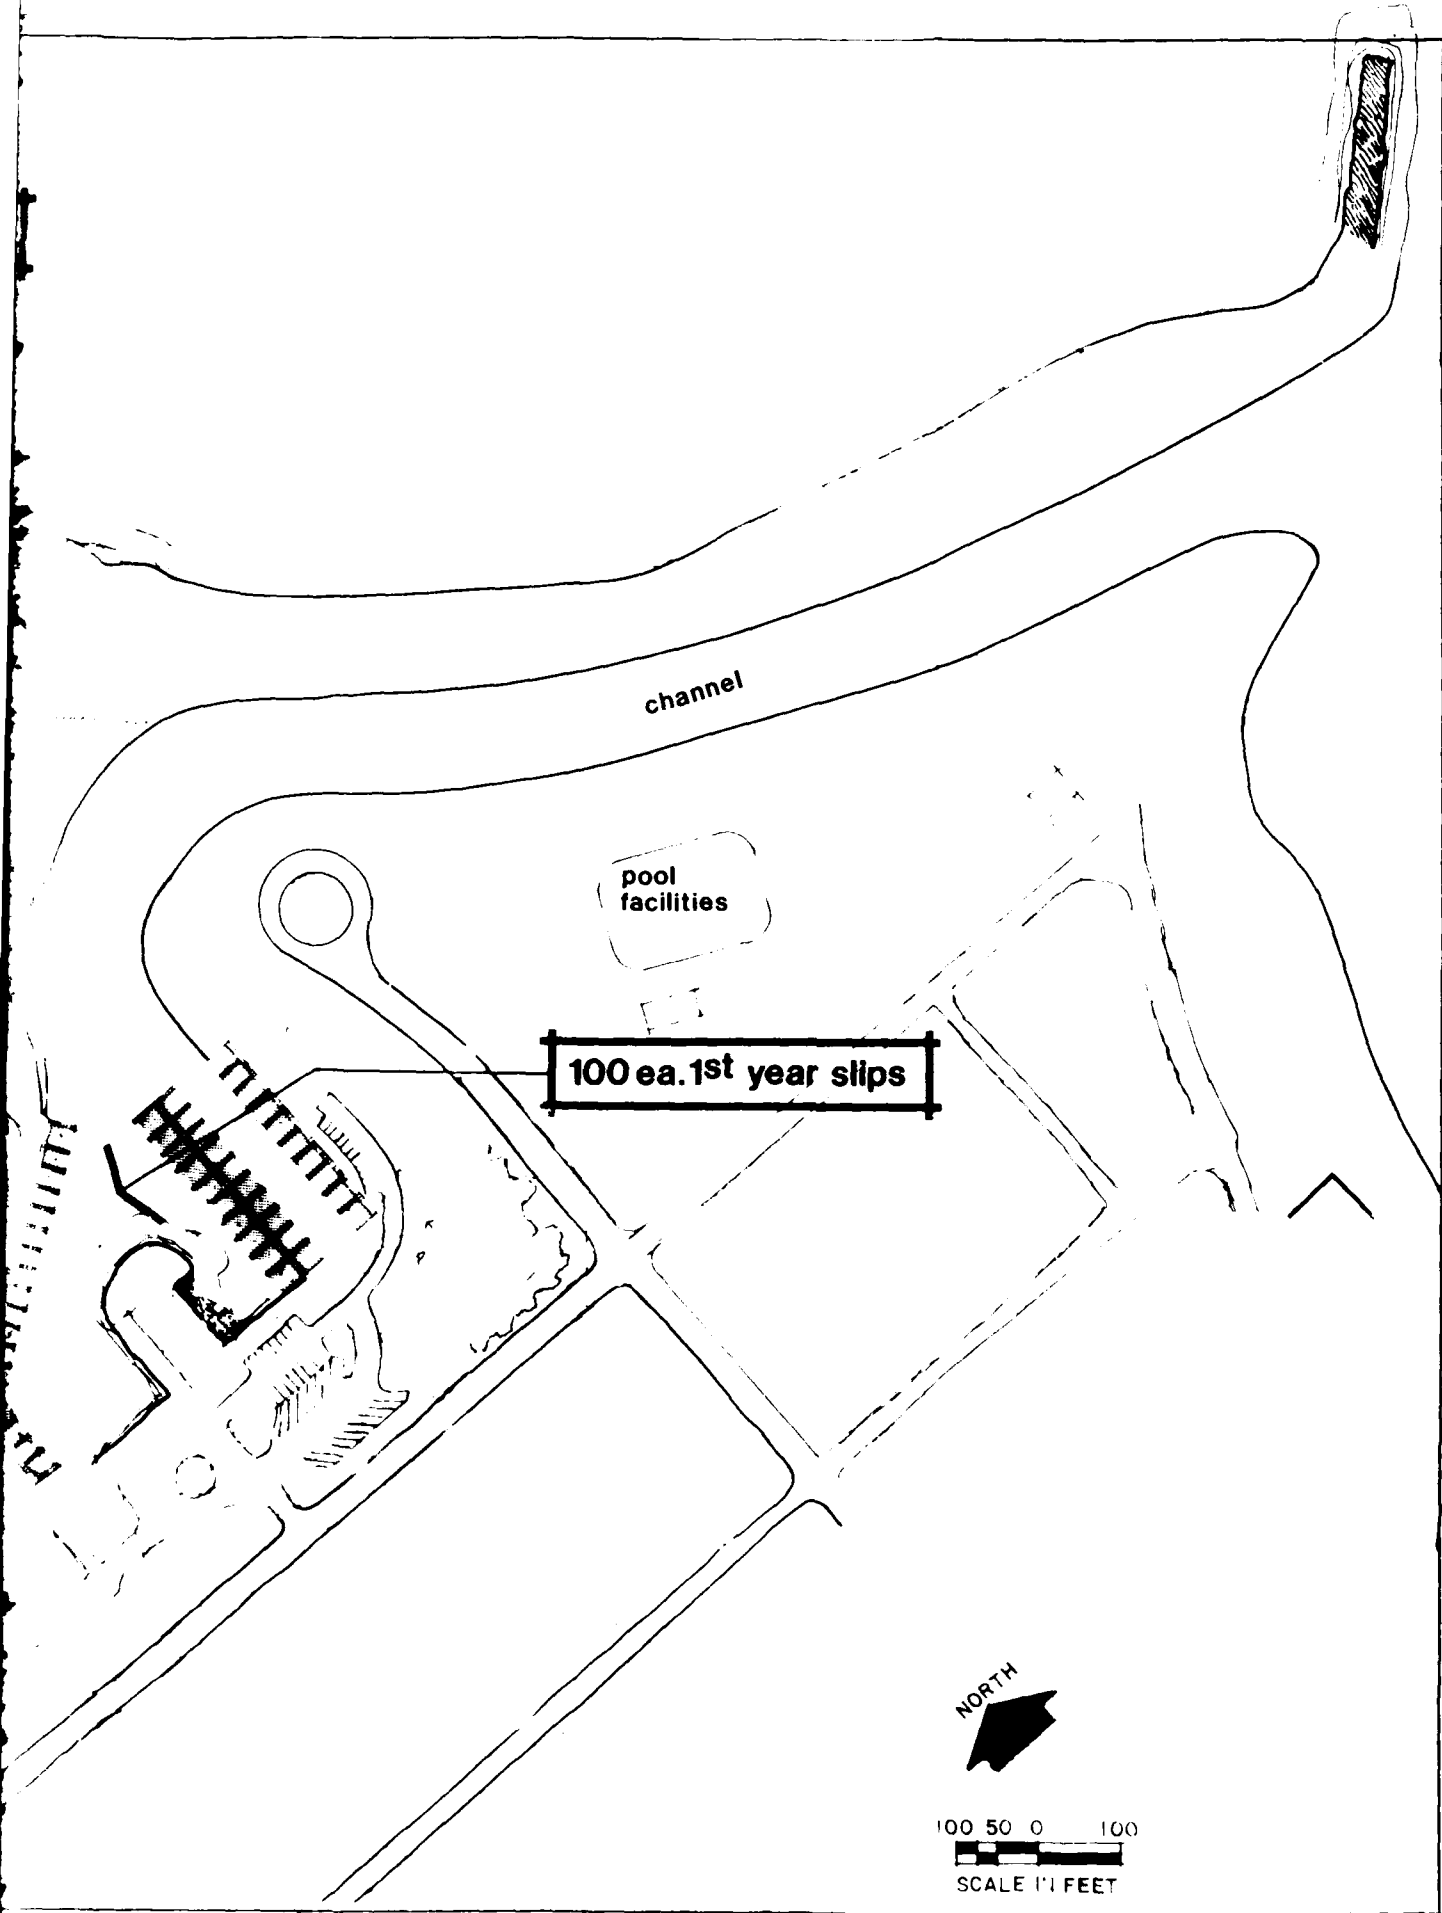 channel
pool
facilities
100 ea. 1st year slips
NORTH
100 50 0 100
SCALE IN FEET